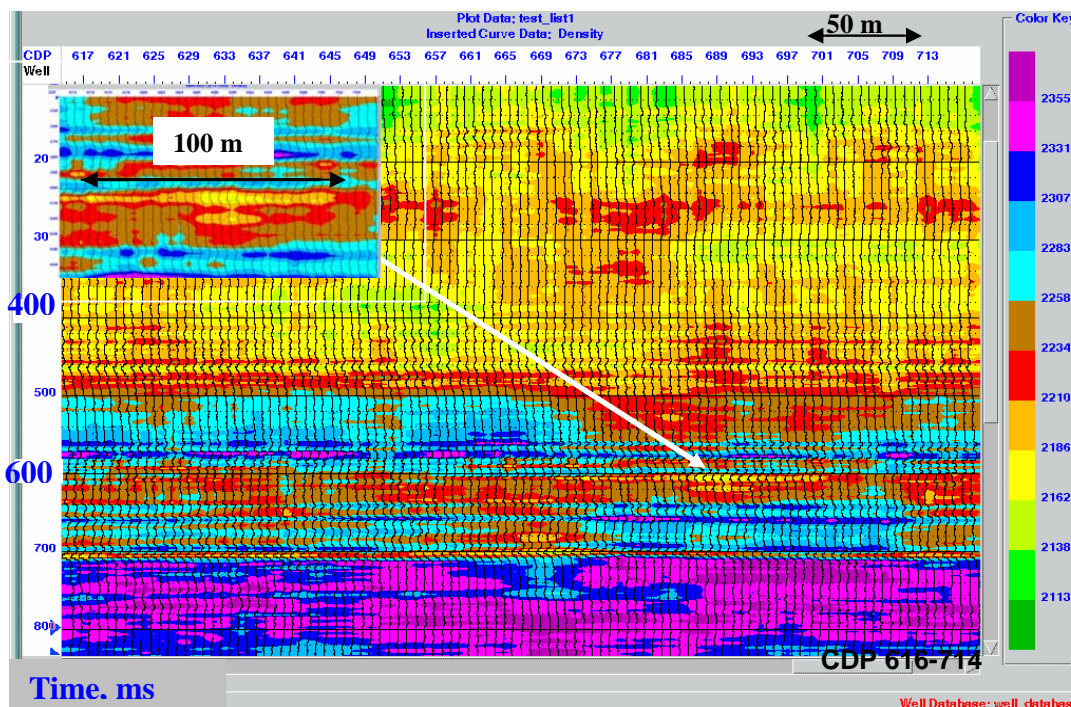 Plot Data: test_list1
Inserted Curve Data: Density
50 m
Color Key
CDP 617 621 625 629 633 637 641 645 649 653 657 661 665 669 673 677 681 685 689 693 697 701 705 709 713
Well
100 m
20
30
400
500
600
700
800
2355
2331
2307
2283
2258
2234
2210
2186
2162
2138
2113
CDP 616-714
Time, ms
Well Database: well_database